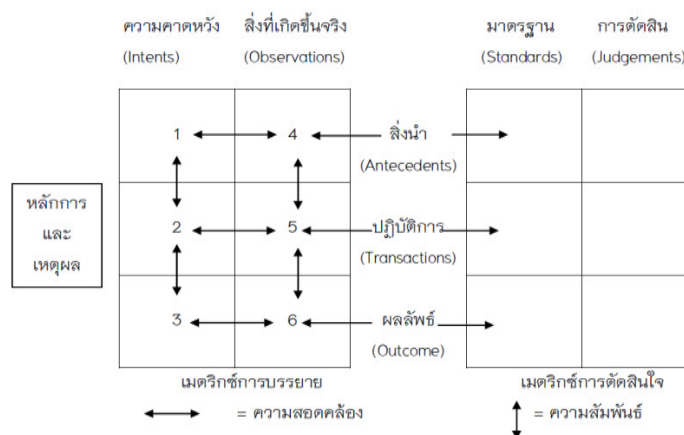 ความคาดหวัง สิ่งที่เกิดขึ้นจริง มาตรฐาน การตัดสิน
(Intents) (Observations) (Standards) (Judgements)
1 4 สิ่งนำ
(Antecedents)
หลักการ
และ
เหตุผล
2 5 ปฏิบัติการ
(Transactions)
3 6 ผลลัพธ์
(Outcome)
เมตริกซ์การบรรยาย เมตริกซ์การตัดสินใจ
= ความสอดคล้อง = ความสัมพันธ์